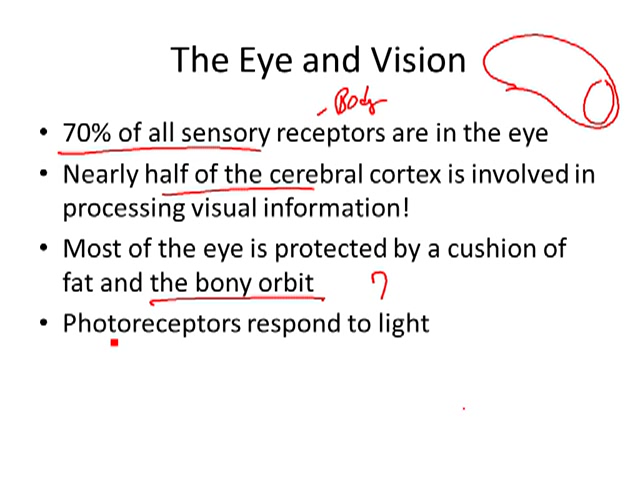 The Eye and Vision
Body
• 70% of all sensory receptors are in the eye
• Nearly half of the cerebral cortex is involved in
processing visual information!
• Most of the eye is protected by a cushion of
fat and the bony orbit
• Photoreceptors respond to light